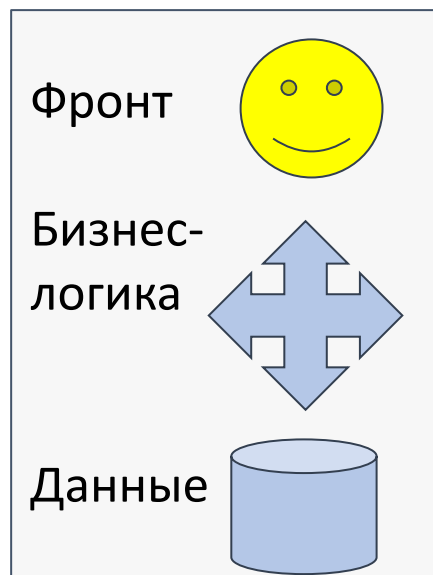 Фронт
Бизнес-
логика
Данные